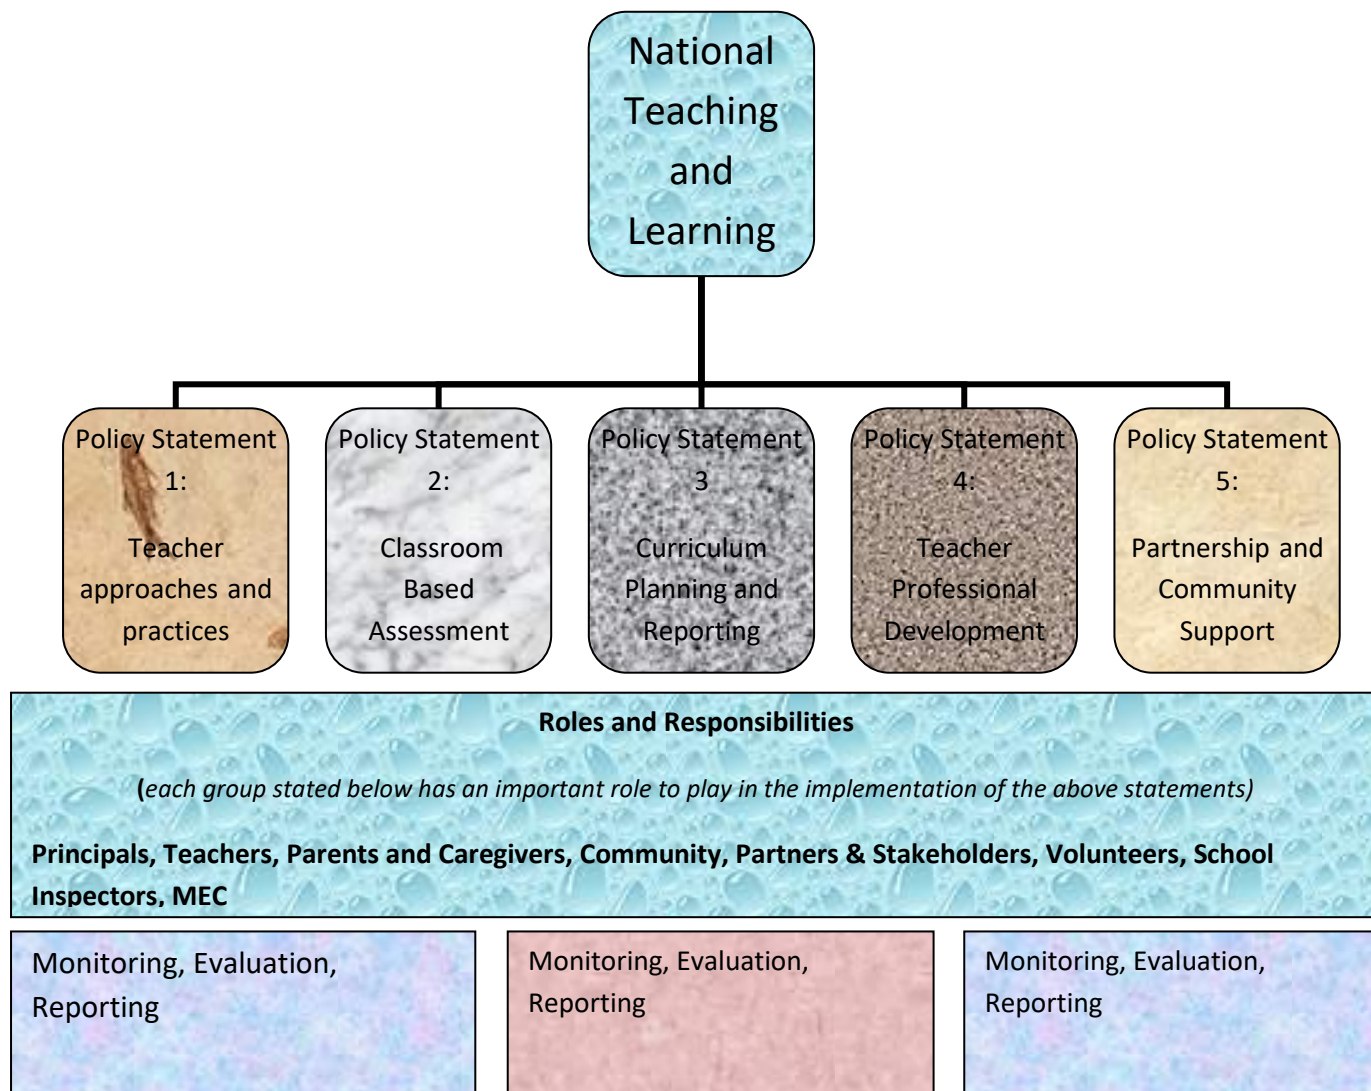 National
Teaching
and
Learning
Policy Statement
1:
Teacher
approaches and
practices
Policy Statement
2:
Classroom
Based
Assessment
Policy Statement
3
Curriculum
Planning and
Reporting
Policy Statement
4:
Teacher
Professional
Development
Policy Statement
5:
Partnership and
Community
Support
Roles and Responsibilities
(each group stated below has an important role to play in the implementation of the above statements)
Principals, Teachers, Parents and Caregivers, Community, Partners & Stakeholders, Volunteers, School
Inspectors, MEC
Monitoring, Evaluation,
Reporting
Monitoring, Evaluation,
Reporting
Monitoring, Evaluation,
Reporting